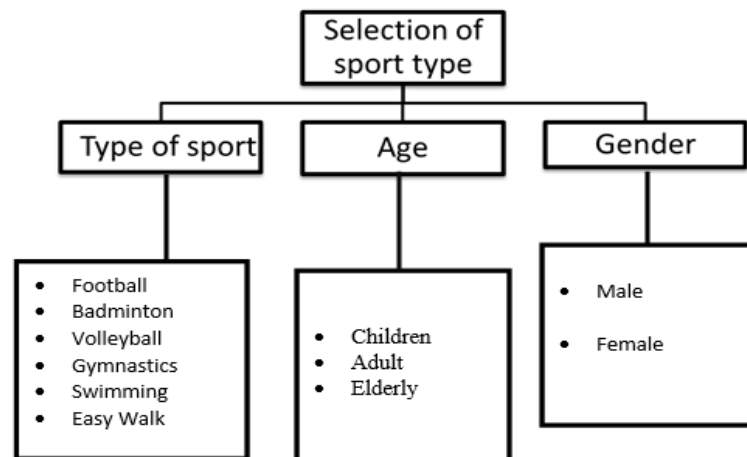 Selection of
sport type
Type of sport
Age
Gender
• Football
• Badminton
• Volleyball
• Gymnastics
• Swimming
• Easy Walk
• Children
• Adult
• Elderly
• Male
• Female